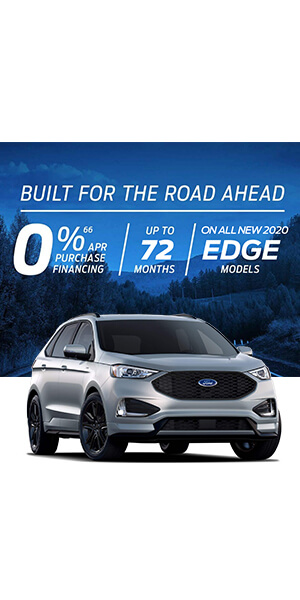 BUILT FOR THE ROAD AHEAD
0%66 APR
PURCHASE
FINANCING
UP TO
72
MONTHS
ON ALL NEW 2020
EDGE
MODELS
Ford